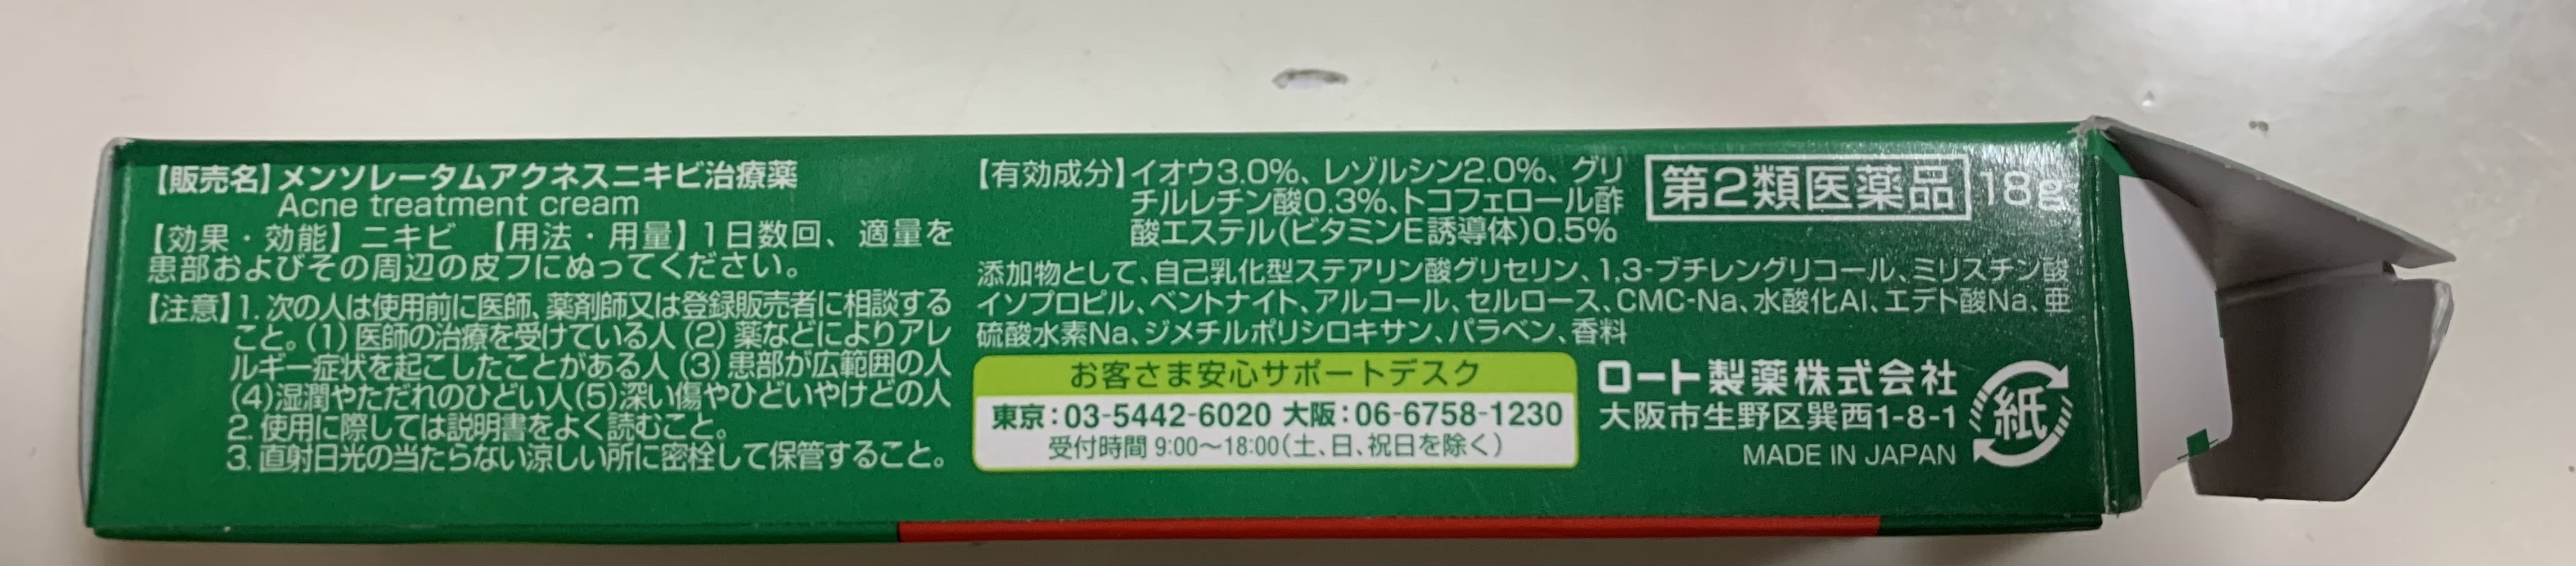 【販売名】メンソレータムアクネスニキビ治療薬
Acne treatment cream
【効果・効能】ニキビ 【用法・用量】1日数回、適量を
患部およびその周辺の皮フにぬってください。
【注意】1. 次の人は使用前に医師、薬剤師又は登録販売者に相談する
こと。(1) 医師の治療を受けている人 (2) 薬などによりアレ
ルギー症状を起こしたことがある人 (3) 患部が広範囲の人
(4)湿潤やただれのひどい人(5)深い傷やひどいやけどの人
2. 使用に際しては説明書をよく読むこと。
3. 直射日光の当たらない涼しい所に密栓して保管すること。
【有効成分】イオウ3.0%、レゾルシン2.0%、グリ
チルレチン酸0.3%、トコフェロール酢
酸エステル(ビタミンE誘導体)0.5%
第2類医薬品 18g
添加物として、自己乳化型ステアリン酸グリセリン、1,3-ブチレングリコール、ミリスチン酸
イソプロピル、ベントナイト、アルコール、セルロース、CMC-Na、水酸化Al、エデト酸Na、亜
硫酸水素Na、ジメチルポリシロキサン、パラベン、香料
お客さま安心サポートデスク
東京:03-5442-6020 大阪:06-6758-1230
受付時間 9:00～18:00(土、日、祝日を除く)
ロート製薬株式会社
大阪市生野区巽西1-8-1
MADE IN JAPAN
紙